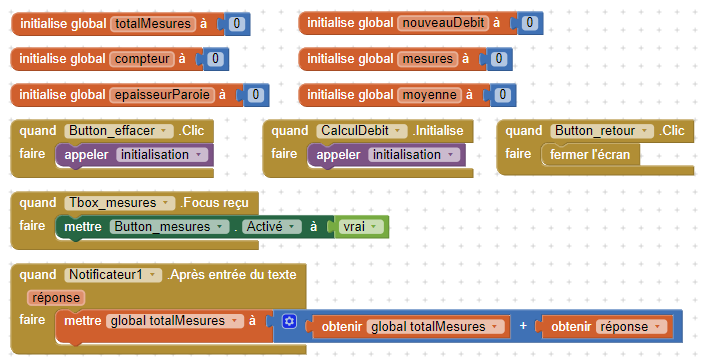 initialise global totalMesures à 0 initialise global nouveauDebit à 0
initialise global compteur à 0 initialise global mesures à 0
initialise global epaisseurParoie à 0 initialise global moyenne à 0
quand Button_effacer .Clic
faire appeler initialisation
quand CalculDebit .Initialise
faire appeler initialisation
quand Button_retour .Clic
faire fermer l'écran
quand Tbox_mesures .Focus reçu
faire mettre Button_mesures . Activé à vrai
quand Notificateur1 .Après entrée du texte
réponse
faire mettre global totalMesures à obtenir global totalMesures + obtenir réponse